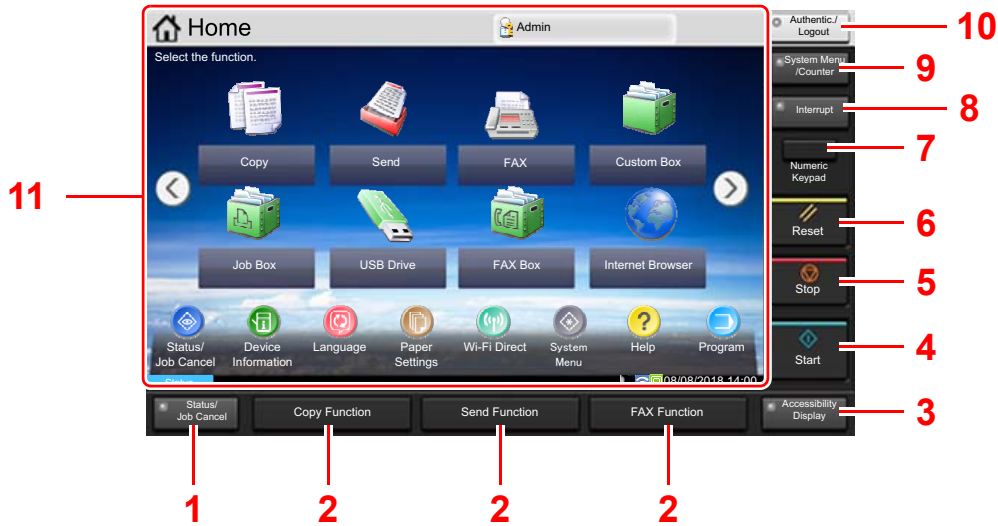 Home
Admin
Authentic./
Logout
10
Select the function.
System Menu
/Counter
9
Interrupt
8
Copy
Send
FAX
Custom Box
7
Numeric
Keypad
11
Reset
6
Job Box
USB Drive
FAX Box
Internet Browser
Stop
5
Status/
Job Cancel
Device
Information
Language
Paper
Settings
Wi-Fi Direct
System
Menu
?
Help
Program
Start
4
Status
08/08/2018 14:00
Status/
Job Cancel
Copy Function
Send Function
FAX Function
Accessibility
Display
3
1
2
2
2